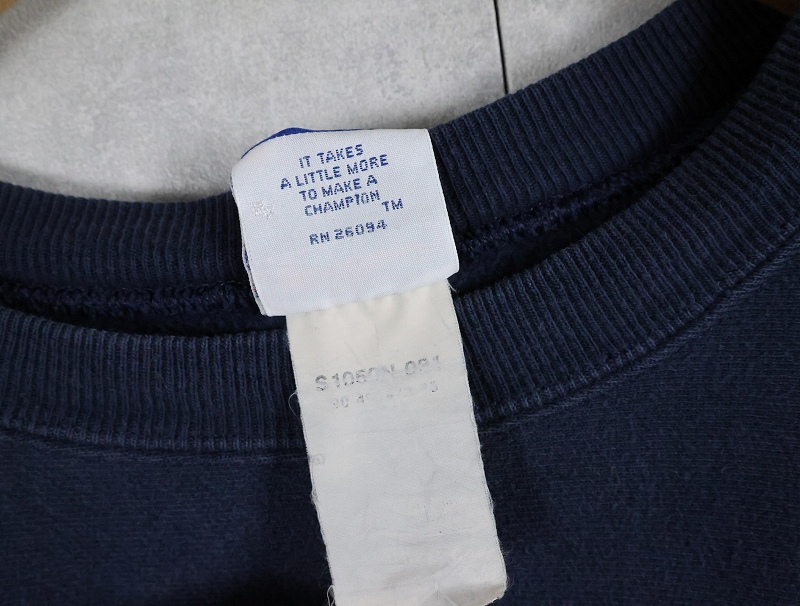 IT TAKES
A LITTLE MORE
TO MAKE A
CHAMPION TM
RN 26094